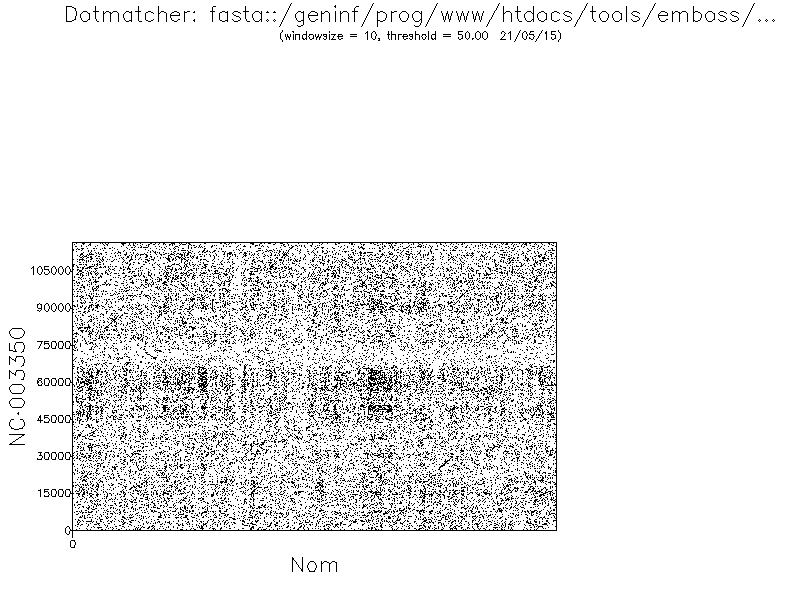 Dotmatcher: fasta::/geninf/prog/www/htdocs/tools/emboss/...
(windowsize = 10, threshold = 50.00 21/05/15)
105000
90000
75000
60000
45000
30000
15000
0
NC-003350
0
Nom